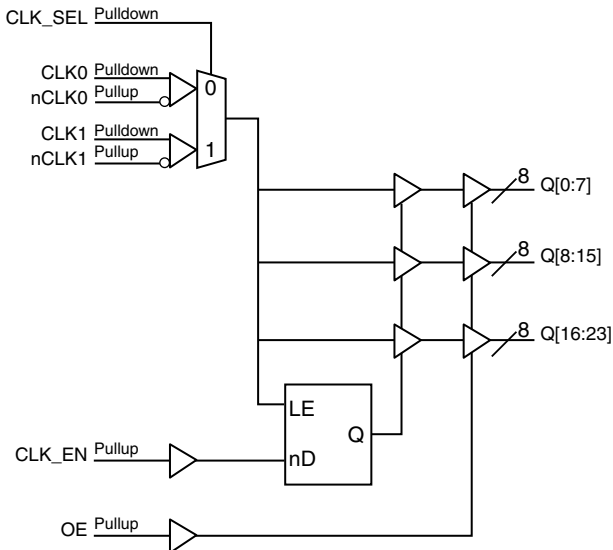 CLK_SEL Pulldown
CLK0 Pulldown
nCLK0 Pullup
0
CLK1 Pulldown
nCLK1 Pullup
1
8 Q[0:7]
8 Q[8:15]
8 Q[16:23]
LE
Q
CLK_EN Pullup
nD
OE Pullup